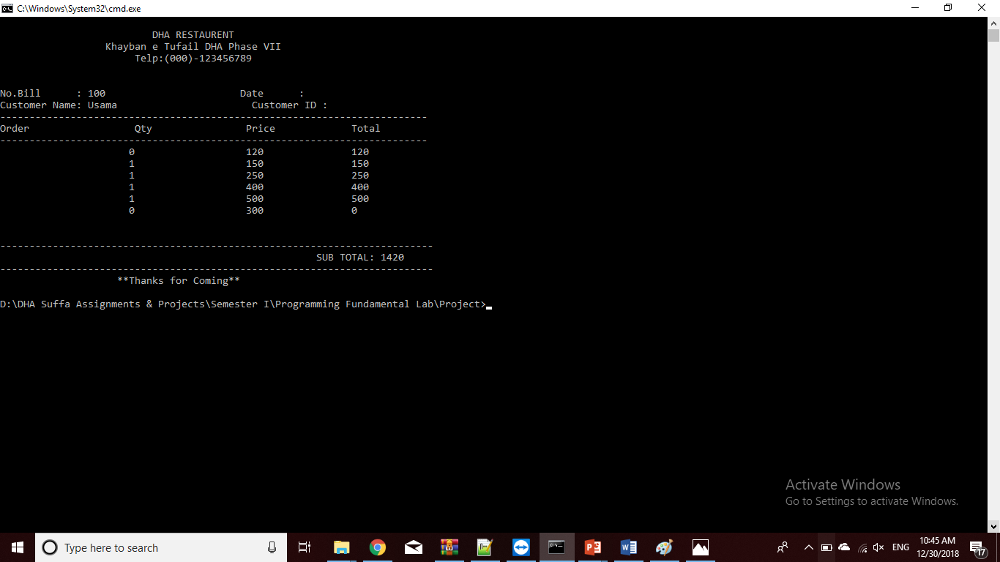 C:\Windows\System32\cmd.exe
DHA RESTAURENT
Khayban e Tufail DHA Phase VII
Telp:(000)-123456789
No.Bill : 100 Date :
Customer Name: Usama Customer ID :
-------------------------------------------------------------------------
Order Qty Price Total
-------------------------------------------------------------------------
0 120 120
1 150 150
1 250 250
1 400 400
1 500 500
0 300 0
--------------------------------------------------------------------------
SUB TOTAL: 1420
--------------------------------------------------------------------------
**Thanks for Coming**
D:\DHA Suffa Assignments & Projects\Semester I\Programming Fundamental Lab\Project>
Activate Windows
Go to Settings to activate Windows.
Type here to search
ENG
10:45 AM
12/30/2018
17